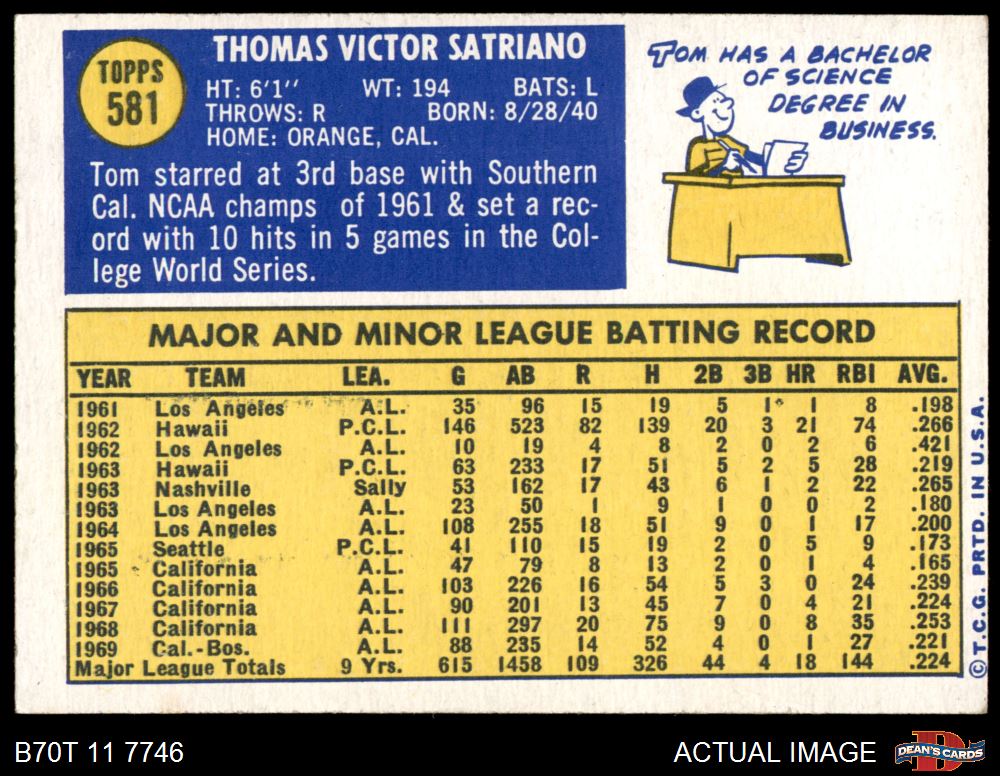 TOPPS
581
THOMAS VICTOR SATRIANO
HT: 6'1" WT: 194 BATS: L
THROWS: R BORN: 8/28/40
HOME: ORANGE, CAL.
Tom starred at 3rd base with Southern
Cal. NCAA champs of 1961 & set a rec-
ord with 10 hits in 5 games in the Col-
lege World Series.
TOM HAS A BACHELOR
OF SCIENCE
DEGREE IN
BUSINESS.
MAJOR AND MINOR LEAGUE BATTING RECORD
YEAR TEAM LEA. G AB R H 2B 3B HR RBI AVG.
1961 Los Angeles A.L. 35 96 15 19 5 1 1 8 .198
1962 Hawaii P.C.L. 146 523 82 139 20 3 21 74 .266
1962 Los Angeles A.L. 10 19 4 8 2 0 2 6 .421
1963 Hawaii P.C.L. 63 233 17 51 5 2 5 28 .219
1963 Nashville Sally 53 162 17 43 6 1 2 22 .265
1963 Los Angeles A.L. 23 50 1 9 1 0 0 2 .180
1964 Los Angeles A.L. 108 255 18 51 9 0 1 17 .200
1965 Seattle P.C.L. 41 110 15 19 2 0 5 9 .173
1965 California A.L. 47 79 8 13 2 0 1 4 .165
1966 California A.L. 103 226 16 54 5 3 0 24 .239
1967 California A.L. 90 201 13 45 7 0 4 21 .224
1968 California A.L. 111 297 20 75 9 0 8 35 .253
1969 Cal.-Bos. A.L. 88 235 14 52 4 0 1 27 .221
Major League Totals 9 Yrs. 615 1458 109 326 44 4 18 144 .224
© T.C.G. PRTD. IN U.S.A.
B70T 11 7746
ACTUAL IMAGE
D
DEAN'S CARDS